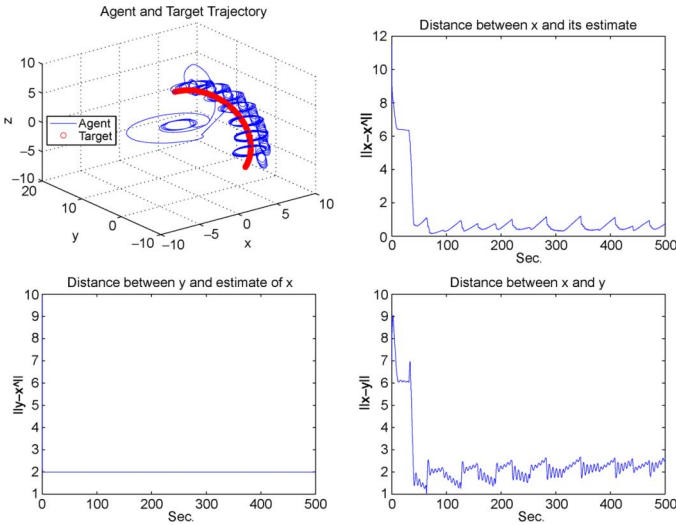 Agent and Target Trajectory
10
5
0
−5
−10
z
Agent
Target
20
10
0
−10
y
−10
−5
0
5
10
x
Distance between x and its estimate
12
10
8
6
4
2
0
||x-x^||
0 100 200 300 400 500
Sec.
Distance between y and estimate of x
10
9
8
7
6
5
4
3
2
1
||y-x^||
0 100 200 300 400 500
Sec.
Distance between x and y
10
9
8
7
6
5
4
3
2
1
||x-y||
0 100 200 300 400 500
Sec.